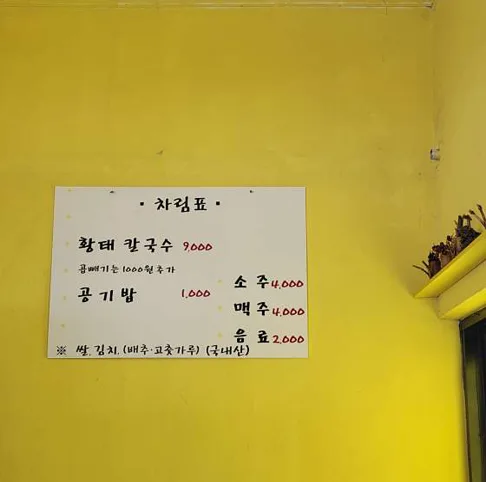 · 차림표 ·
황태 칼국수 9,000
곱빼기는 1000원 추가
공기밥 1,000
소주 4,000
맥주 4,000
음료 2,000
※ 쌀, 김치, (배추·고춧가루) (국내산)